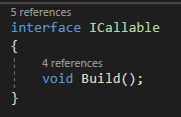 5 references
interface ICallable
{
4 references
void Build();
}